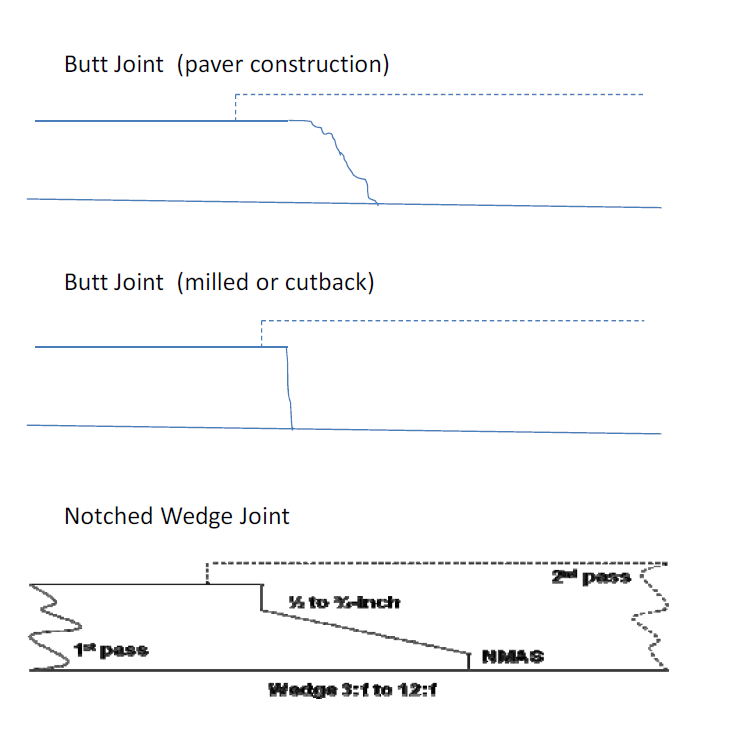 Butt Joint (paver construction)
Butt Joint (milled or cutback)
Notched Wedge Joint
2nd pass
½ to ¾-inch
1st pass
NMAS
Wedge 3:1 to 12:1